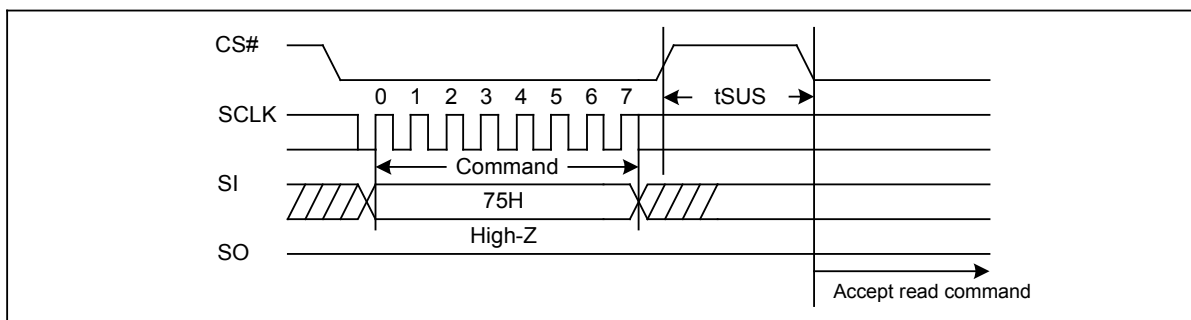 CS#
tSUS
0 1 2 3 4 5 6 7
SCLK
Command
SI
75H
High-Z
SO
Accept read command